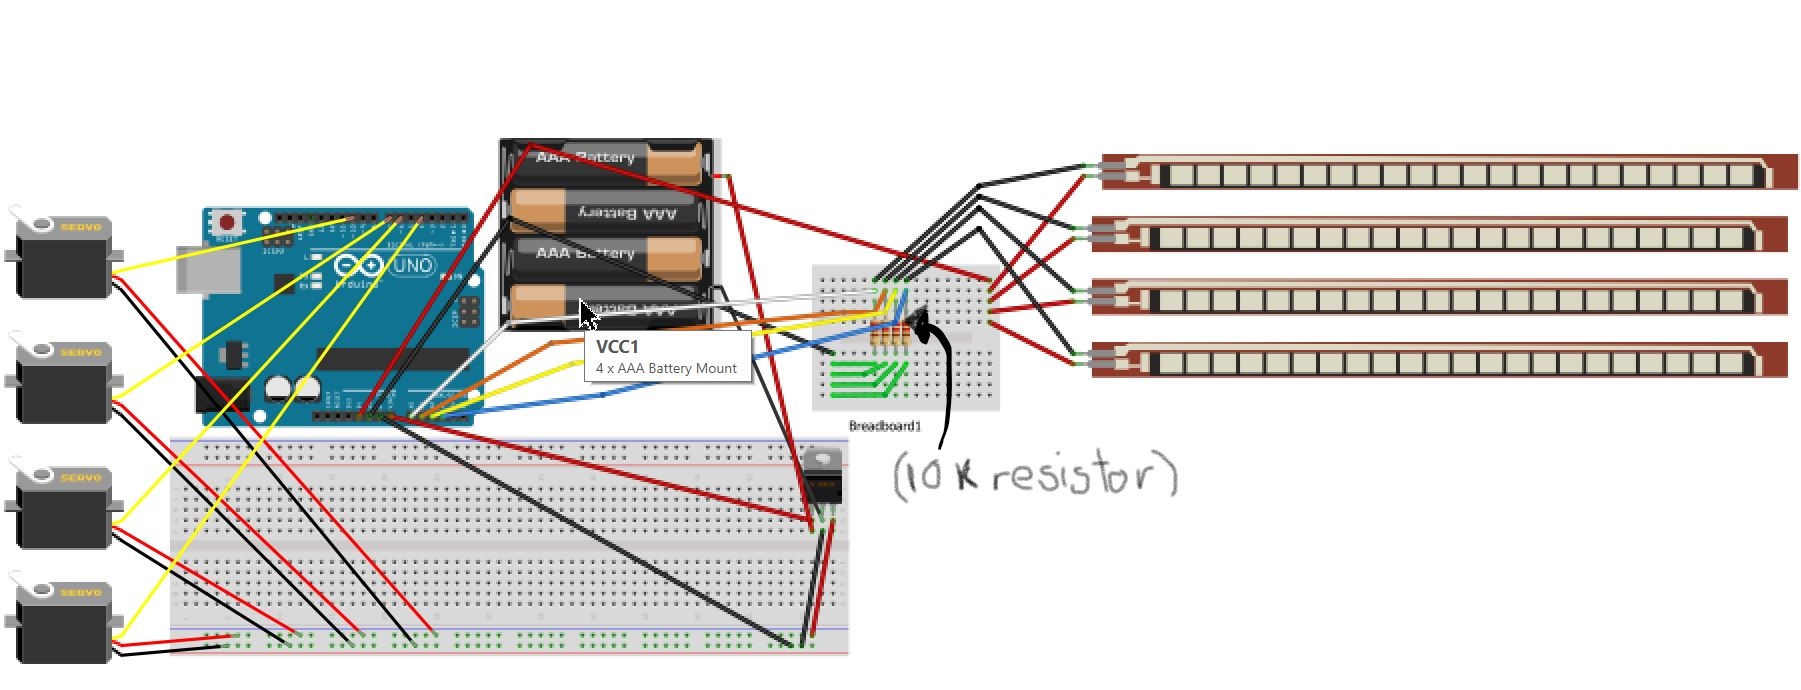 AAA Battery
AAA Battery
AAA Battery
AAA Battery
SERVO
SERVO
SERVO
SERVO
UNO
Arduino
VCC1
4 x AAA Battery Mount
Breadboard1
(10K resistor)